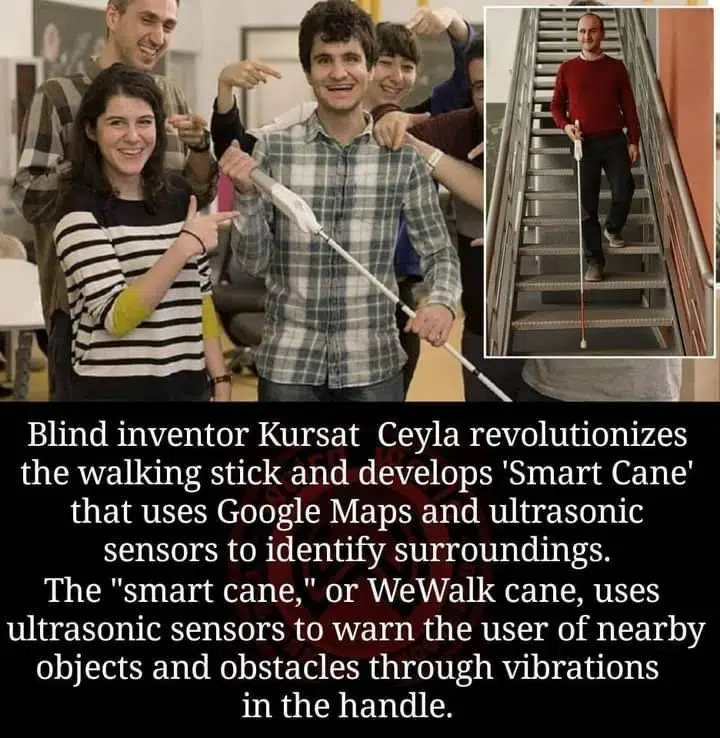 Blind inventor Kursat Ceyla revolutionizes
the walking stick and develops 'Smart Cane'
that uses Google Maps and ultrasonic
sensors to identify surroundings.
The "smart cane," or WeWalk cane, uses
ultrasonic sensors to warn the user of nearby
objects and obstacles through vibrations
in the handle.